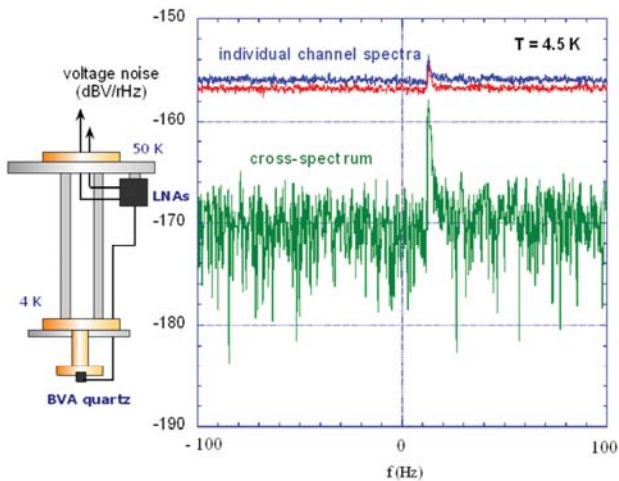 voltage noise
(dBV/rHz)
50 K
LNAs
4 K
BVA quartz
-150
-160
-170
-180
-190
individual channel spectra
T = 4.5 K
cross-spectrum
- 100
0
100
f (Hz)